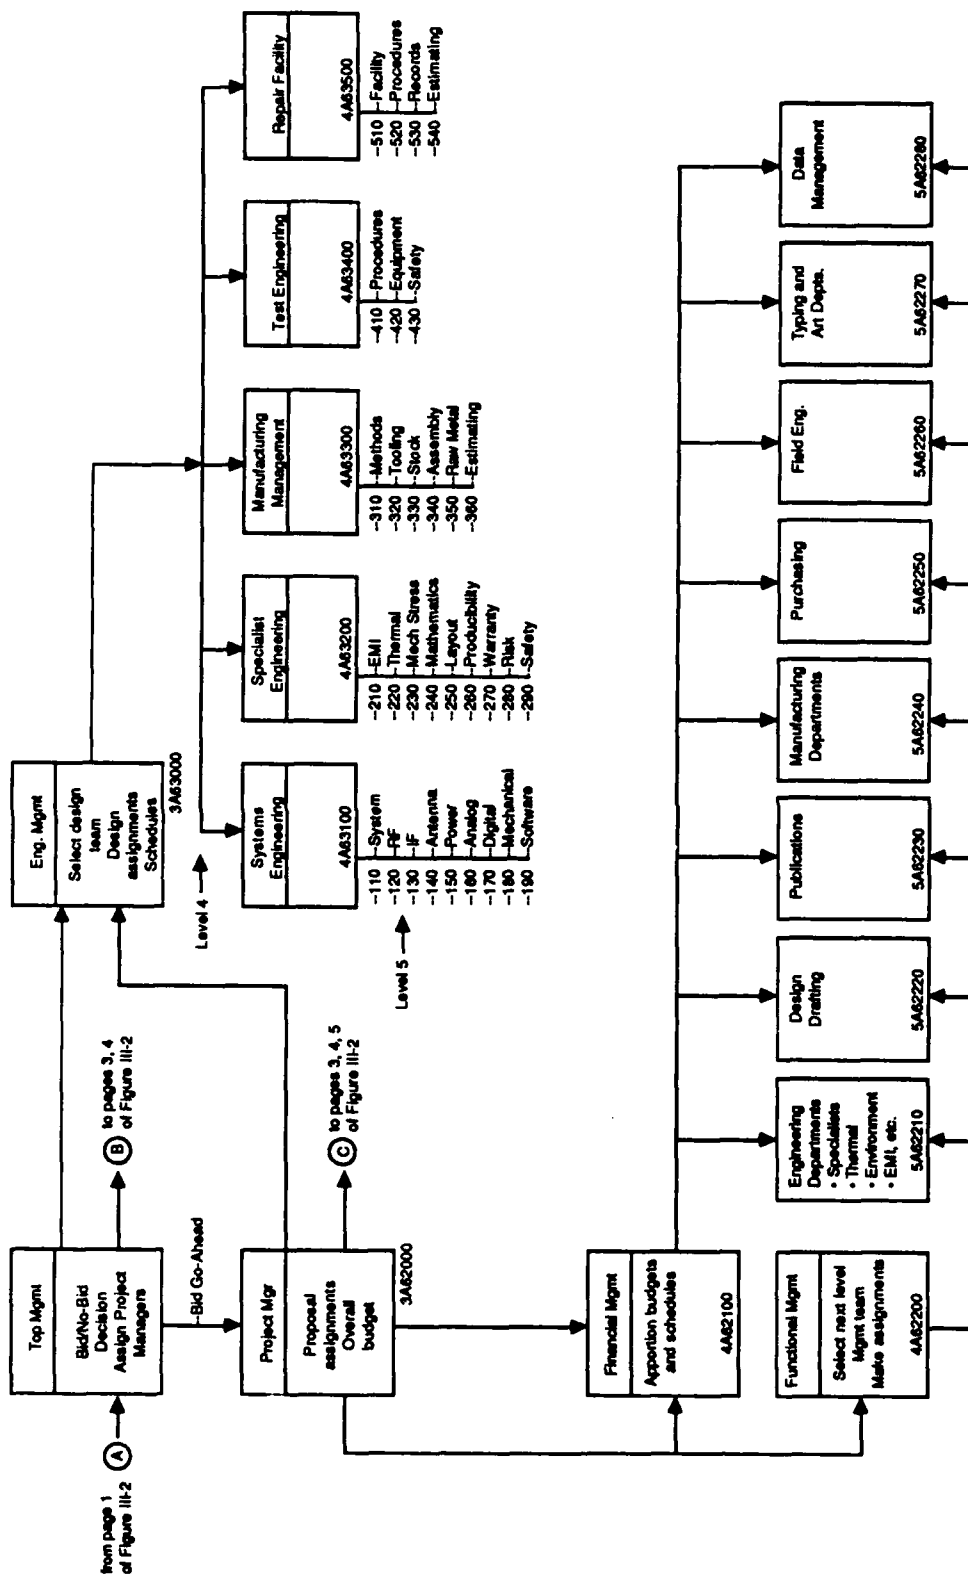 from page 1
of Figure III-2
A
Top Mgmt
Bid/No-Bid
Decision
Assign Project
Managers
B
to pages 3, 4
of Figure III-2
Bid Go-Ahead
Eng. Mgmt
Select design
team
Design
assignments
Schedules
3A63000
Project Mgr
Proposal
assignments
Overall
budget
3A62000
C
to pages 3, 4, 5
of Figure III-2
Level 4
Systems
Engineering
4A63100
--110 System
--120 RF
--130 IF
--140 Antenna
--150 Power
--160 Analog
--170 Digital
--180 Mechanical
--190 Software
Level 5
Specialist
Engineering
4A63200
--210 EMI
--220 Thermal
--230 Mech Stress
--240 Mathematics
--250 Layout
--260 Producibility
--270 Warranty
--280 Risk
--290 Safety
Manufacturing
Management
4A63300
--310 Methods
--320 Tooling
--330 Stock
--340 Assembly
--350 Raw Metal
--360 Estimating
Test Engineering
4A63400
--410 Procedures
--420 Equipment
--430 Safety
Repair Facility
4A63500
--510 Facility
--520 Procedures
--530 Records
--540 Estimating
Financial Mgmt
Apportion budgets
and schedules
4A62100
Functional Mgmt
Select next level
Mgmt team
Make assignments
4A62200
Engineering
Departments
• Specialists
• Thermal
• Environment
• EMI, etc.
5A62210
Design
Drafting
5A62220
Publications
5A62230
Manufacturing
Departments
5A62240
Purchasing
5A62250
Field Eng.
5A62260
Typing and
Art Depts.
5A62270
Data
Management
5A62280